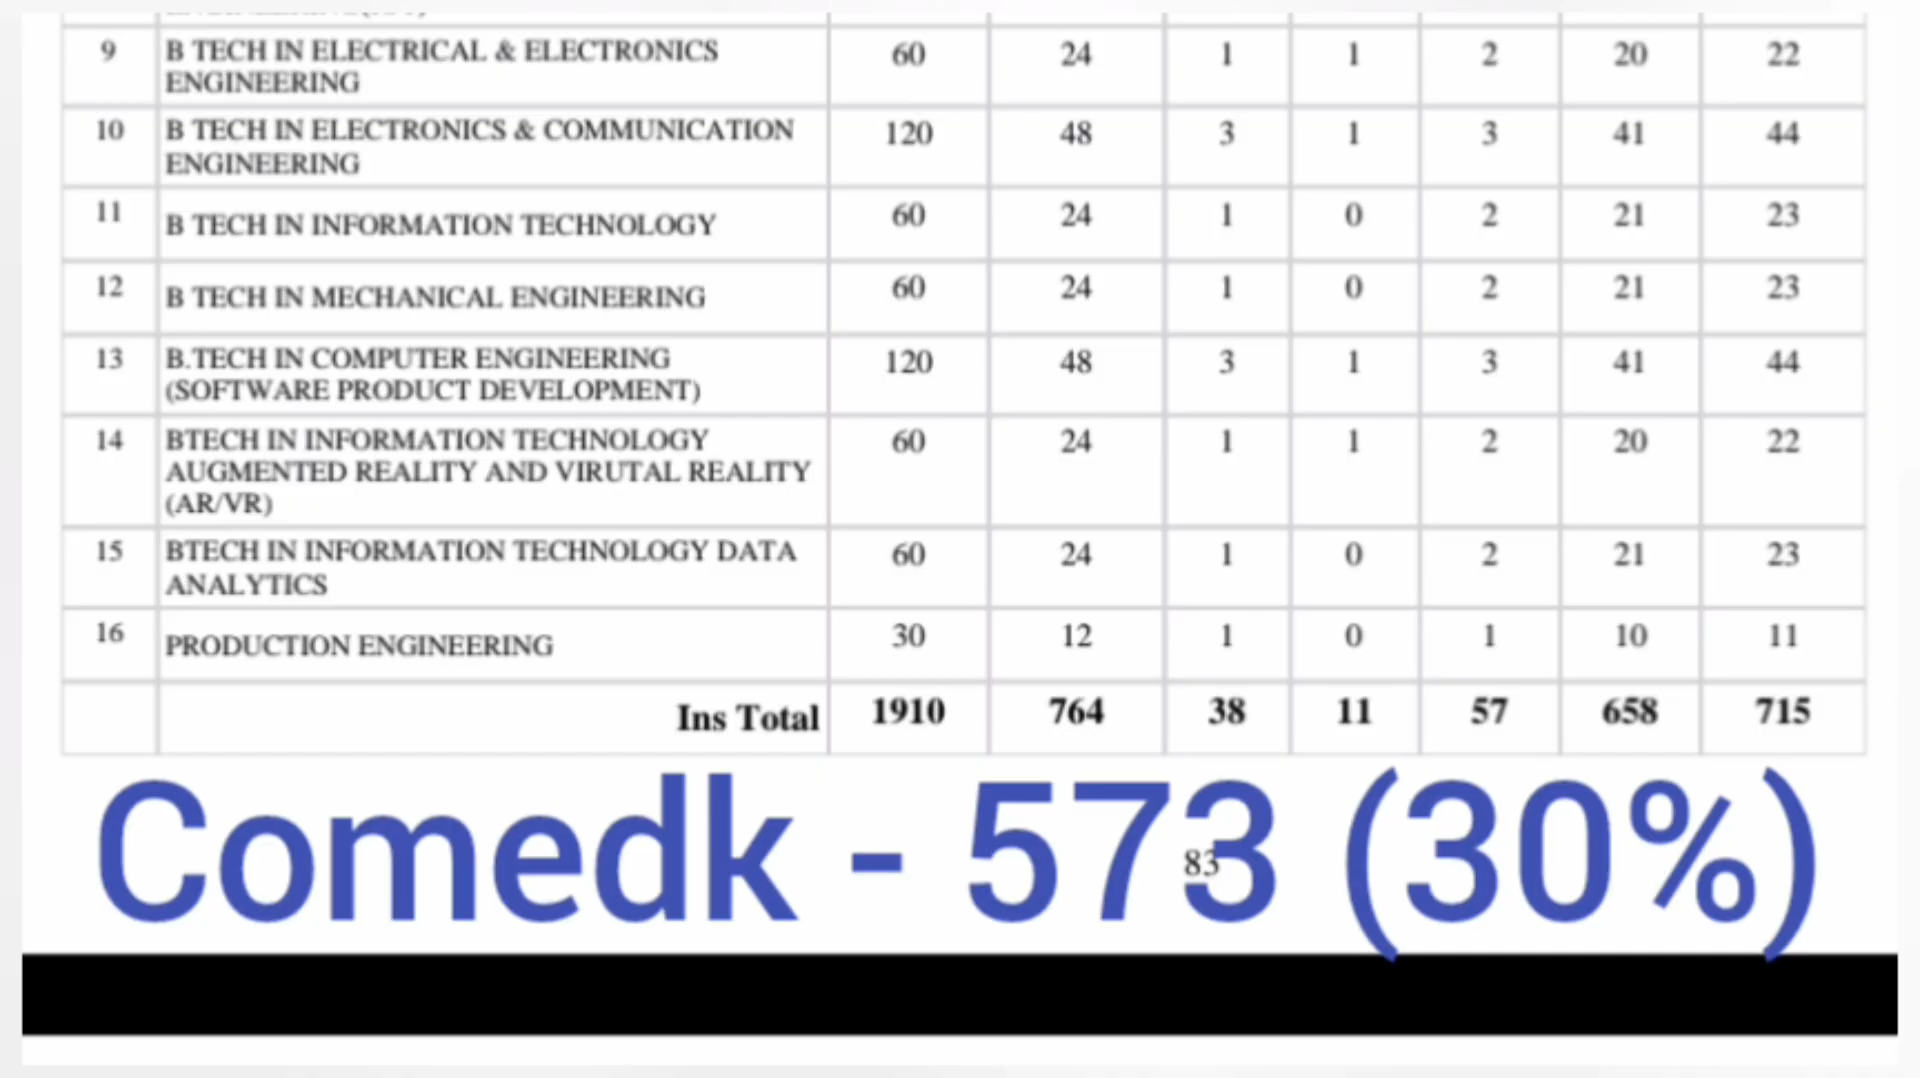 9 B TECH IN ELECTRICAL & ELECTRONICS 60 24 1 1 2 20 22
ENGINEERING
10 B TECH IN ELECTRONICS & COMMUNICATION 120 48 3 1 3 41 44
ENGINEERING
11 B TECH IN INFORMATION TECHNOLOGY 60 24 1 0 2 21 23
12 B TECH IN MECHANICAL ENGINEERING 60 24 1 0 2 21 23
13 B.TECH IN COMPUTER ENGINEERING 120 48 3 1 3 41 44
(SOFTWARE PRODUCT DEVELOPMENT)
14 BTECH IN INFORMATION TECHNOLOGY 60 24 1 1 2 20 22
AUGMENTED REALITY AND VIRUTAL REALITY
(AR/VR)
15 BTECH IN INFORMATION TECHNOLOGY DATA 60 24 1 0 2 21 23
ANALYTICS
16 PRODUCTION ENGINEERING 30 12 1 0 1 10 11
Ins Total 1910 764 38 11 57 658 715
Comedk - 573 (30%)
83